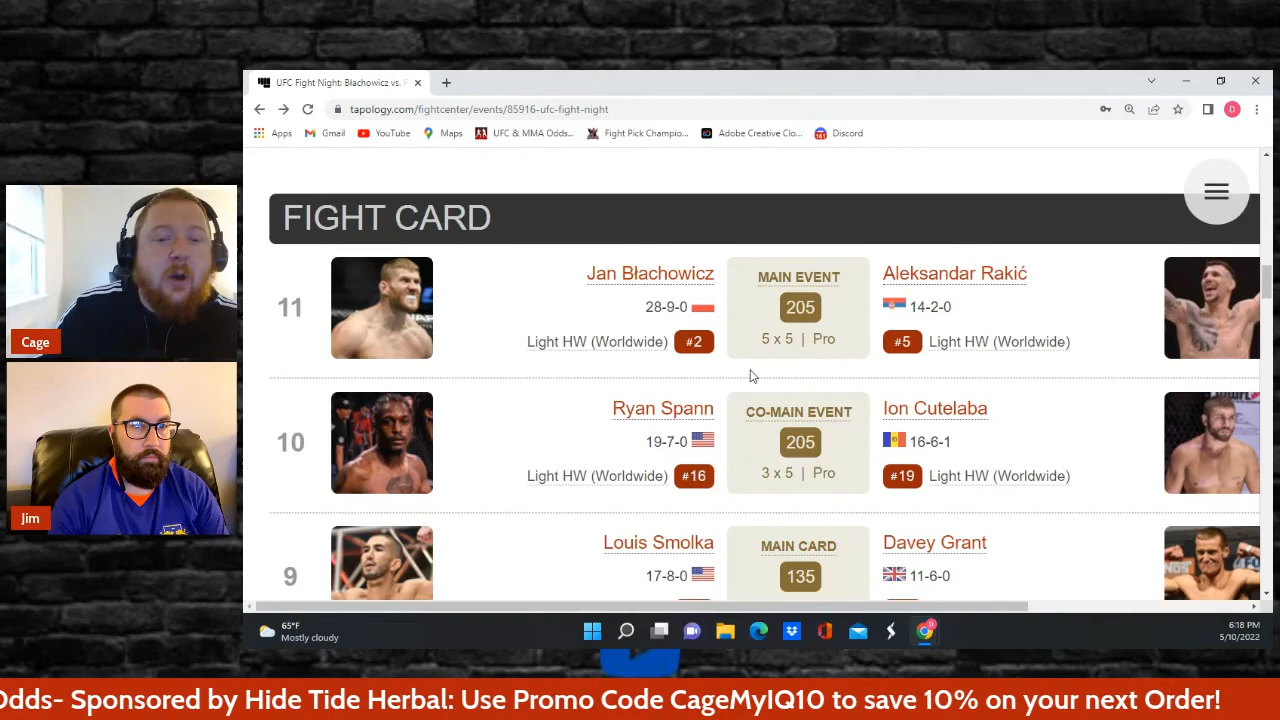 UFC Fight Night: Błachowicz vs. R
tapology.com/fightcenter/events/85916-ufc-fight-night
Apps Gmail YouTube Maps UFC & MMA Odds... Fight Pick Champio... Adobe Creative Clo... Discord
FIGHT CARD
11
Jan Błachowicz
28-9-0
Light HW (Worldwide) #2
MAIN EVENT
205
5 x 5 | Pro
Aleksandar Rakić
14-2-0
#5 Light HW (Worldwide)
10
Ryan Spann
19-7-0
Light HW (Worldwide) #16
CO-MAIN EVENT
205
3 x 5 | Pro
Ion Cutelaba
16-6-1
#19 Light HW (Worldwide)
9
Louis Smolka
17-8-0
MAIN CARD
135
Davey Grant
11-6-0
Cage
Jim
65°F
Mostly cloudy
6:18 PM
5/10/2022
Odds- Sponsored by Hide Tide Herbal: Use Promo Code CageMyIQ10 to save 10% on your next Order!